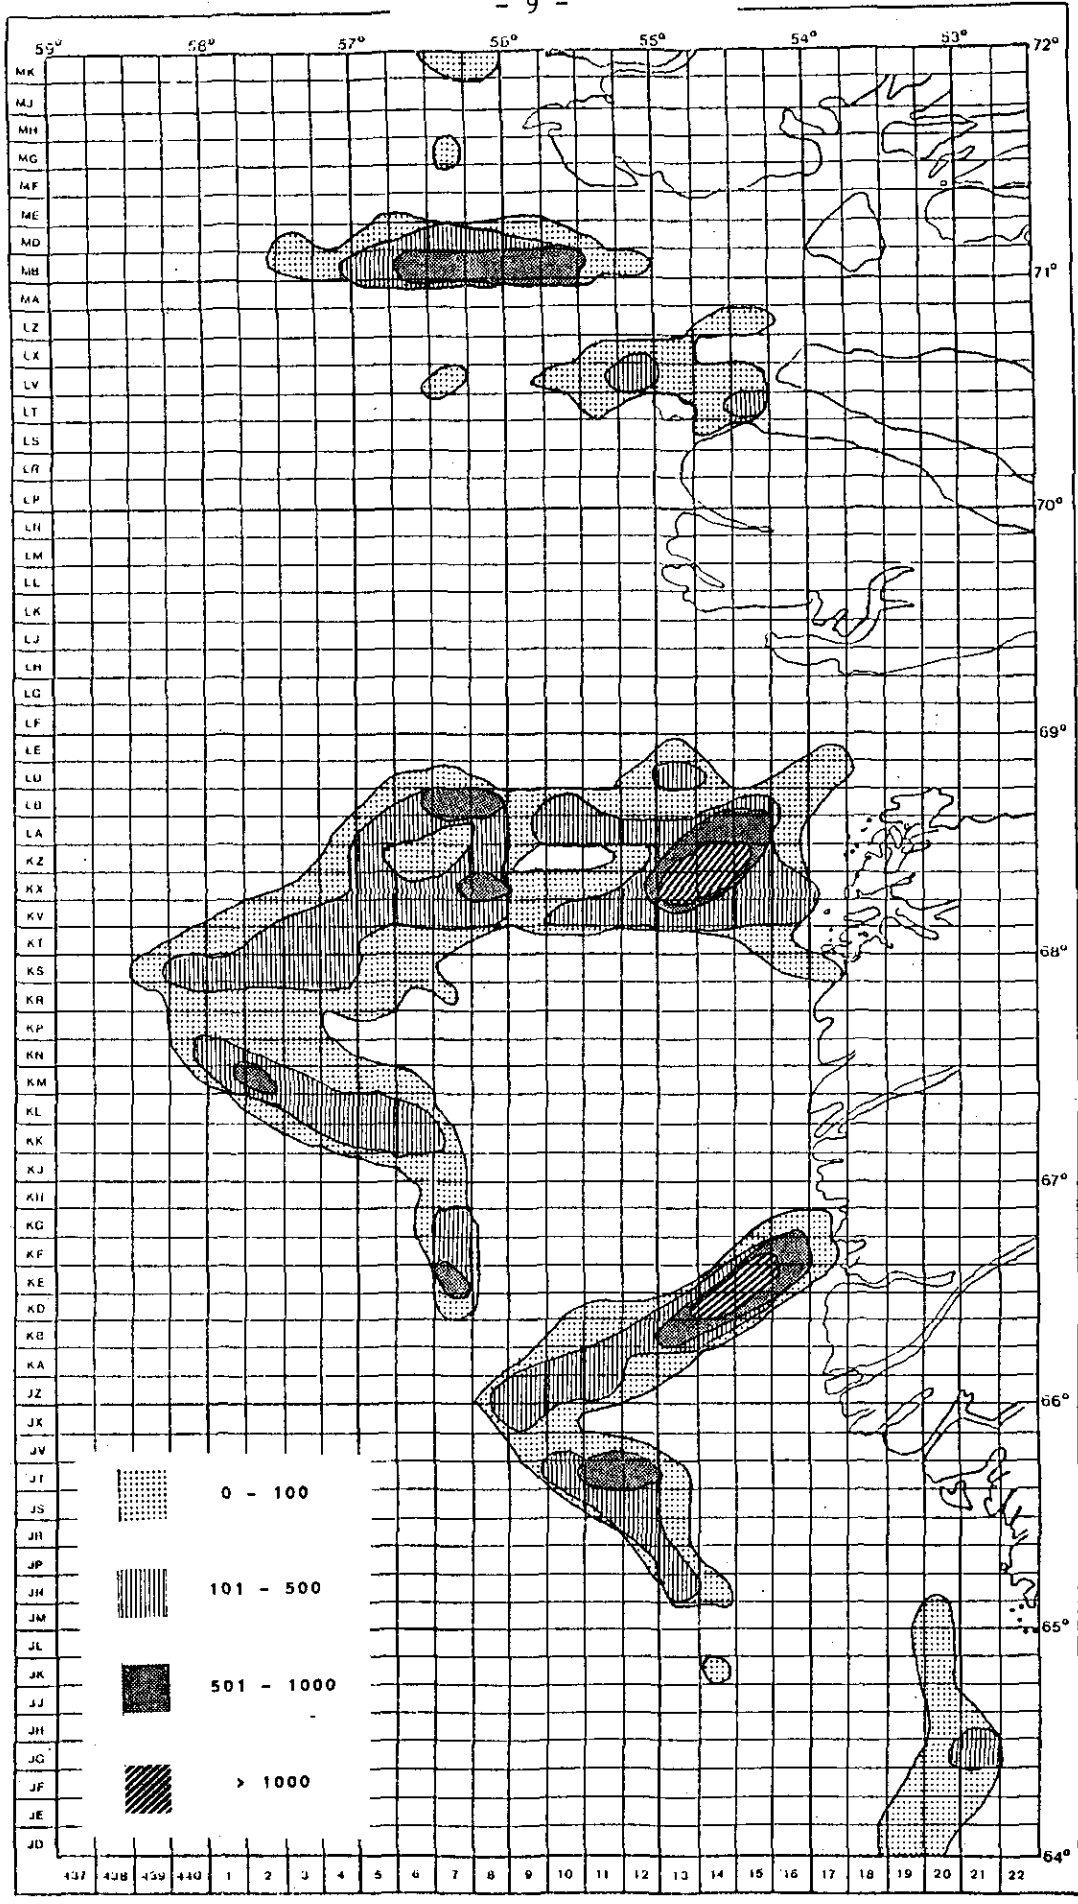 - 9 -
59° 58° 57° 56° 55° 54° 53°
72°
MK
MJ
MH
MG
MF
ME
MD
MB
71°
MA
LZ
LX
LV
LT
LS
LR
LP
70°
LN
LM
LL
LK
LJ
LH
LG
LF
69°
LE
LD
LB
LA
KZ
KX
KV
KT
68°
KS
KR
KP
KN
KM
KL
KK
KJ
67°
KH
KG
KF
KE
KD
KB
KA
JZ
66°
JX
JV
JT
0 - 100
JS
JR
JP
JN
101 - 500
JM
65°
JL
JK
501 - 1000
JJ
JH
JG
JF
> 1000
JE
JD
64°
437 438 439 440 1 2 3 4 5 6 7 8 9 10 11 12 13 14 15 16 17 18 19 20 21 22